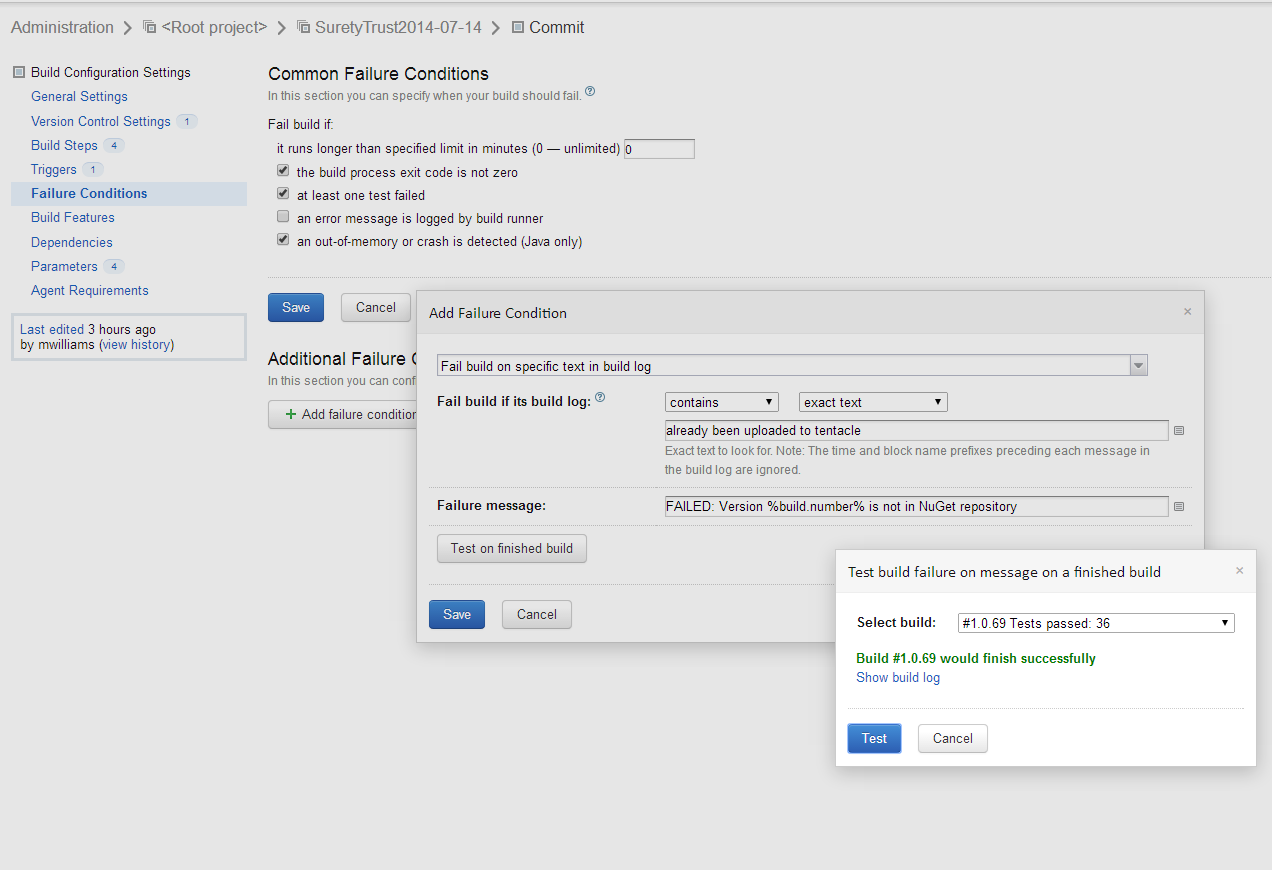 Administration > <Root project> > SuretyTrust2014-07-14 > Commit
Build Configuration Settings
General Settings
Version Control Settings 1
Build Steps 4
Triggers 1
Failure Conditions
Build Features
Dependencies
Parameters 4
Agent Requirements
Last edited 3 hours ago
by mwilliams (view history)
Common Failure Conditions
In this section you can specify when your build should fail. ?
Fail build if:
it runs longer than specified limit in minutes (0 — unlimited) 0
the build process exit code is not zero
at least one test failed
an error message is logged by build runner
an out-of-memory or crash is detected (Java only)
Save Cancel
Additional Failure
In this section you can
+ Add failure condition
Add Failure Condition ×
Fail build on specific text in build log
Fail build if its build log: ? contains exact text
already been uploaded to tentacle
Exact text to look for. Note: The time and block name prefixes preceding each message in
the build log are ignored.
Failure message: FAILED: Version %build.number% is not in NuGet repository
Test on finished build
Save Cancel
Test build failure on message on a finished build ×
Select build: #1.0.69 Tests passed: 36
Build #1.0.69 would finish successfully
Show build log
Test Cancel